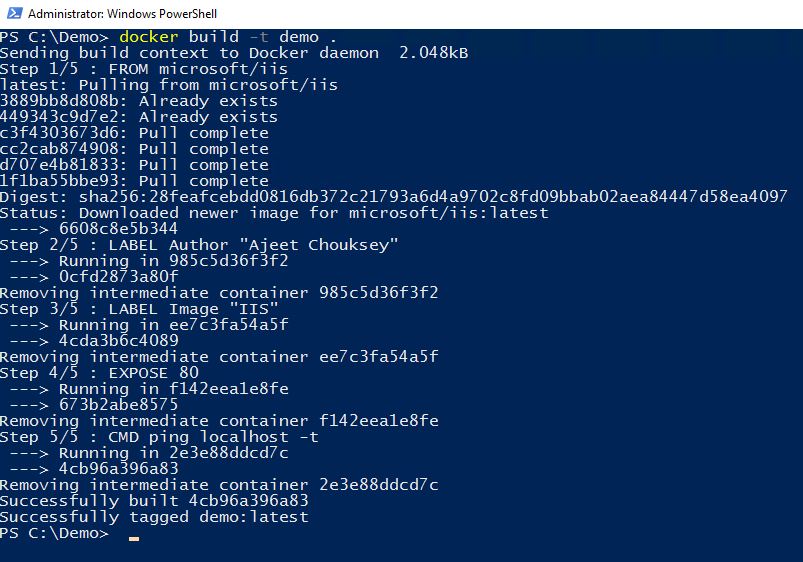 Administrator: Windows PowerShell
PS C:\Demo> docker build -t demo .
Sending build context to Docker daemon  2.048kB
Step 1/5 : FROM microsoft/iis
latest: Pulling from microsoft/iis
3889bb8d808b: Already exists
449343c9d7e2: Already exists
c3f4303673d6: Pull complete
cc2cab874908: Pull complete
d707e4b81833: Pull complete
1f1ba55bbe93: Pull complete
Digest: sha256:28feafcebdd0816db372c21793a6d4a9702c8fd09bbab02aea84447d58ea4097
Status: Downloaded newer image for microsoft/iis:latest
 ---> 6608c8e5b344
Step 2/5 : LABEL Author "Ajeet Chouksey"
 ---> Running in 985c5d36f3f2
 ---> 0cfd2873a80f
Removing intermediate container 985c5d36f3f2
Step 3/5 : LABEL Image "IIS"
 ---> Running in ee7c3fa54a5f
 ---> 4cda3b6c4089
Removing intermediate container ee7c3fa54a5f
Step 4/5 : EXPOSE 80
 ---> Running in f142eea1e8fe
 ---> 673b2abe8575
Removing intermediate container f142eea1e8fe
Step 5/5 : CMD ping localhost -t
 ---> Running in 2e3e88ddcd7c
 ---> 4cb96a396a83
Removing intermediate container 2e3e88ddcd7c
Successfully built 4cb96a396a83
Successfully tagged demo:latest
PS C:\Demo>